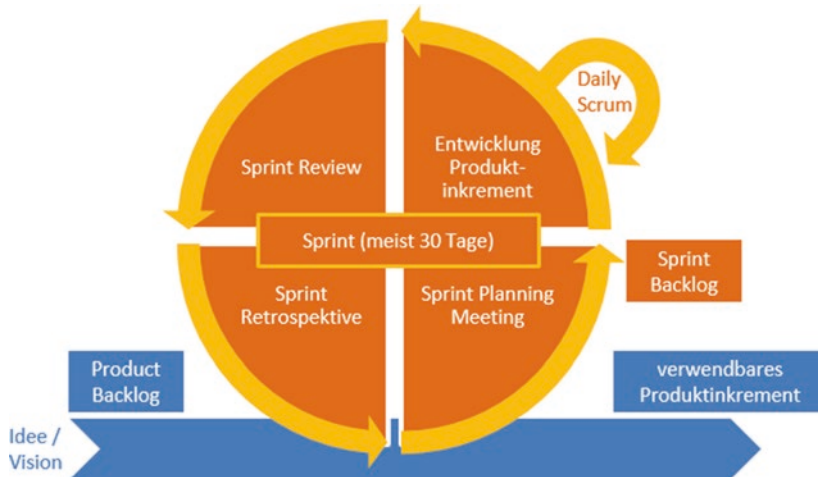 Daily
Scrum
Sprint Review
Entwicklung
Produkt-
inkrement
Sprint (meist 30 Tage)
Sprint
Retrospektive
Sprint Planning
Meeting
Sprint
Backlog
Product
Backlog
verwendbares
Produktinkrement
Idee /
Vision